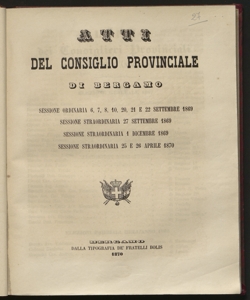 ATTI
DEL CONSIGLIO PROVINCIALE
DI BERGAMO
SESSIONE ORDINARIA 6, 7, 8, 10, 20, 21 E 22 SETTEMBRE 1869
SESSIONE STRAORDINARIA 27 SETTEMBRE 1869
SESSIONE STRAORDINARIA 1 DICEMBRE 1869
SESSIONE STRAORDINARIA 25 E 26 APRILE 1870
BERGAMO
DALLA TIPOGRAFIA DE' FRATELLI BOLIS
1870